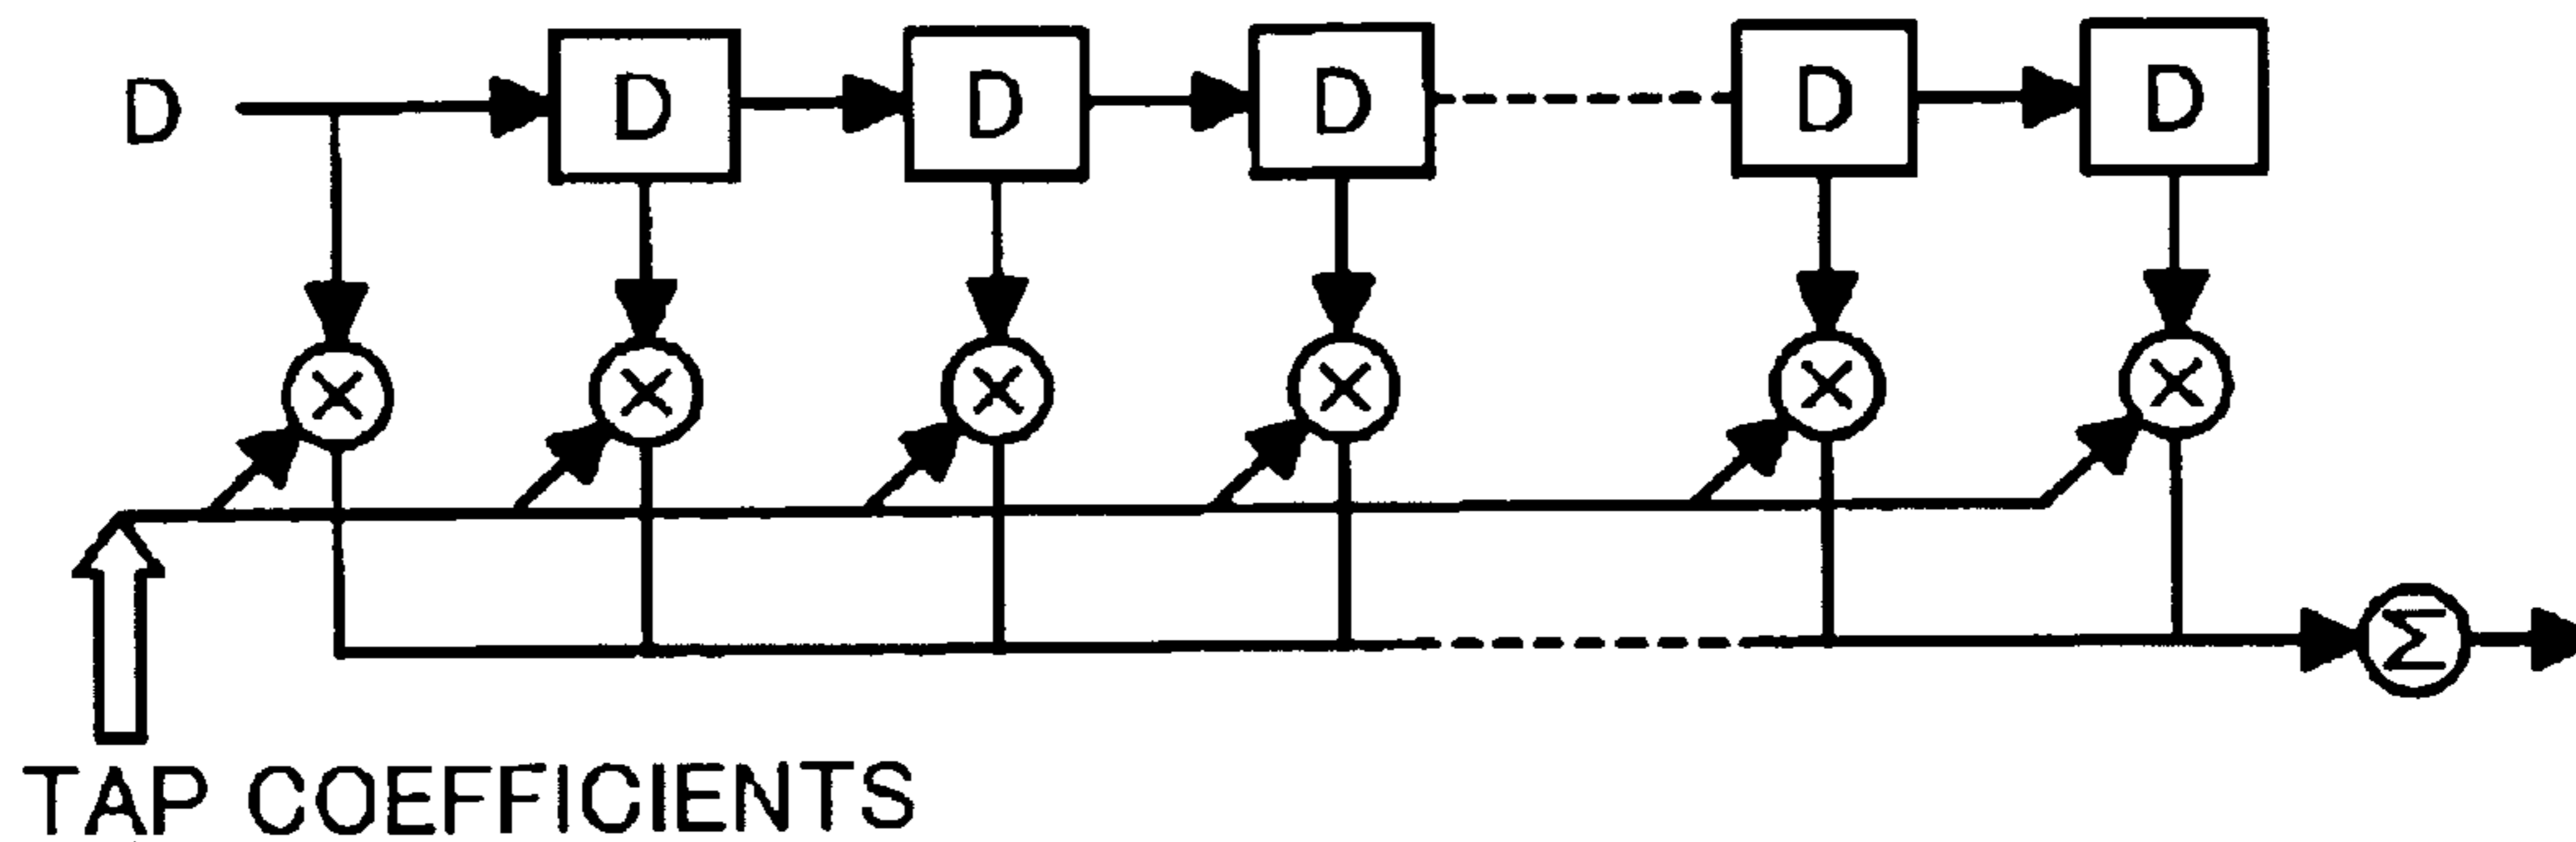 D D D D D D
× × × × × ×
Σ
TAP COEFFICIENTS